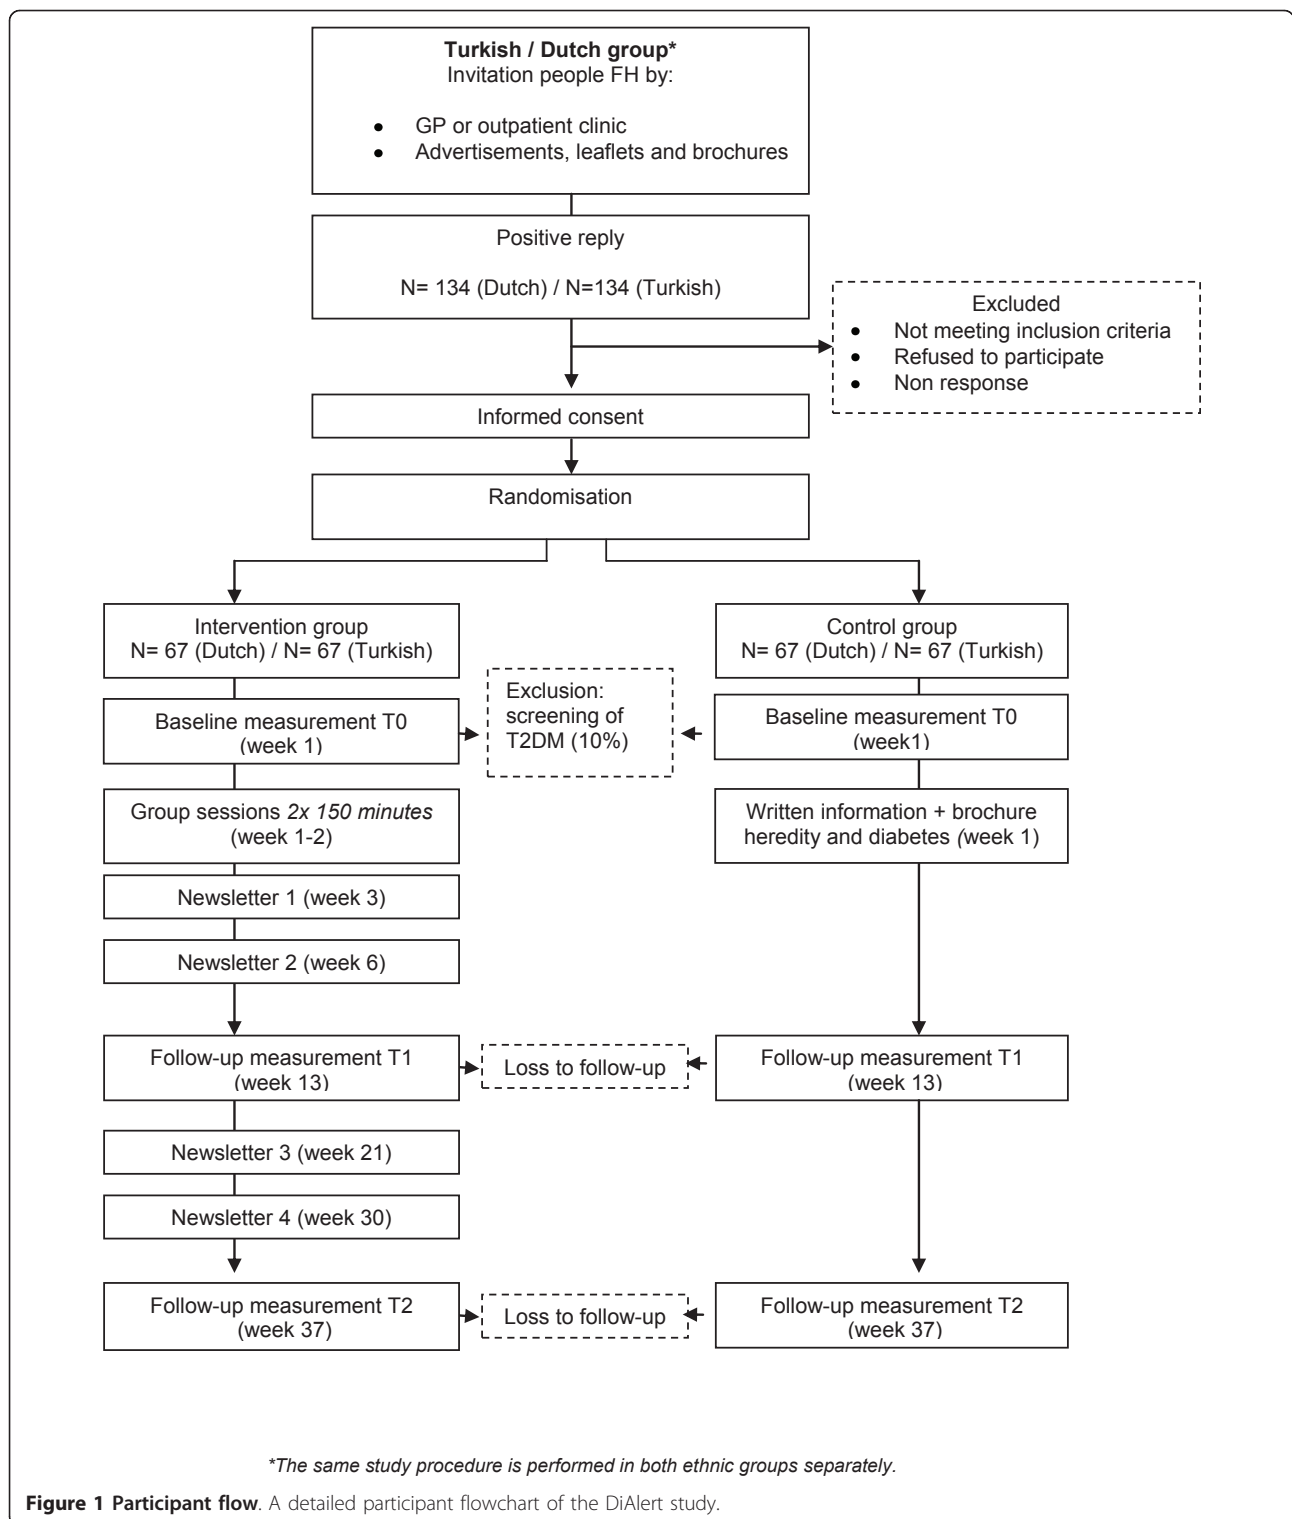 Turkish / Dutch group*
Invitation people FH by:
• GP or outpatient clinic
• Advertisements, leaflets and brochures
Positive reply
N= 134 (Dutch) / N=134 (Turkish)
Excluded
• Not meeting inclusion criteria
• Refused to participate
• Non response
Informed consent
Randomisation
Intervention group
N= 67 (Dutch) / N= 67 (Turkish)
Control group
N= 67 (Dutch) / N= 67 (Turkish)
Baseline measurement T0
(week 1)
Exclusion:
screening of
T2DM (10%)
Baseline measurement T0
(week1)
Group sessions 2x 150 minutes
(week 1-2)
Written information + brochure
heredity and diabetes (week 1)
Newsletter 1 (week 3)
Newsletter 2 (week 6)
Follow-up measurement T1
(week 13)
Loss to follow-up
Follow-up measurement T1
(week 13)
Newsletter 3 (week 21)
Newsletter 4 (week 30)
Follow-up measurement T2
(week 37)
Loss to follow-up
Follow-up measurement T2
(week 37)
*The same study procedure is performed in both ethnic groups separately.
Figure 1 Participant flow. A detailed participant flowchart of the DiAlert study.